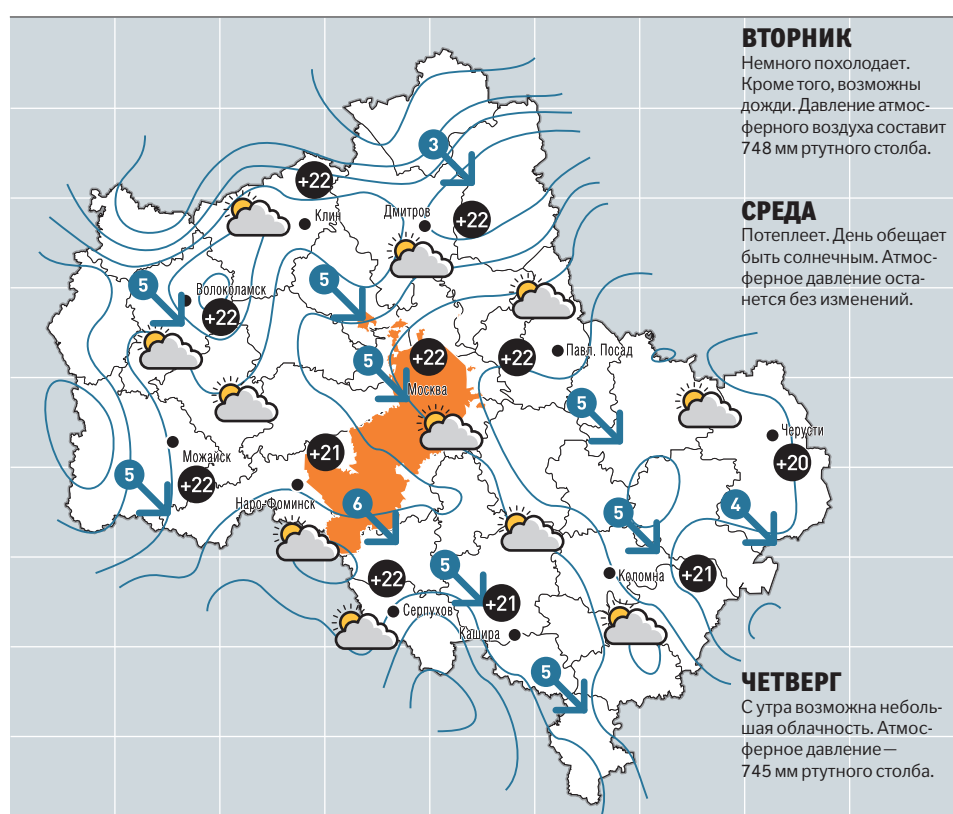 ВТОРНИК
Немного похолодает.
Кроме того, возможны
дожди. Давление атмос-
ферного воздуха составит
748 мм ртутного столба.
СРЕДА
Потеплеет. День обещает
быть солнечным. Атмос-
ферное давление оста-
нется без изменений.
ЧЕТВЕРГ
С утра возможна неболь-
шая облачность. Атмос-
ферное давление —
745 мм ртутного столба.
3
+22
Клин
Дмитров
+22
5
Волоколамск
+22
5
5
+22
Москва
+22
Павл. Посад
5
Черусти
+20
Можайск
+22
5
+21
Наро-Фоминск
6
5
4
+22
Серпухов
5
+21
Кашира
Коломна
+21
5